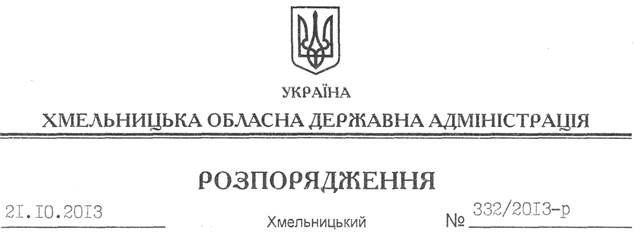 УКРАЇНА
ХМЕЛЬНИЦЬКА ОБЛАСНА ДЕРЖАВНА АДМІНІСТРАЦІЯ
РОЗПОРЯДЖЕННЯ
21.10.2013 Хмельницький № 332/2013-р